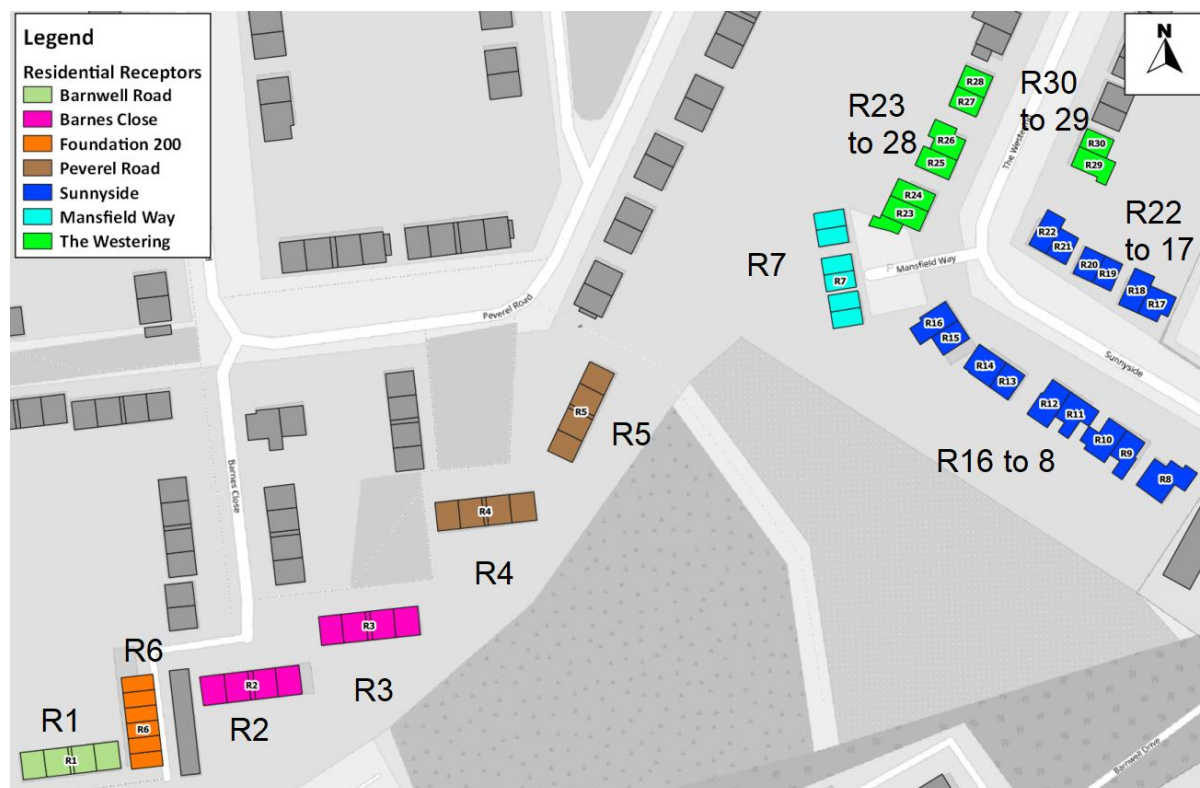 Legend
Residential Receptors
Barnwell Road
Barnes Close
Foundation 200
Peverel Road
Sunnyside
Mansfield Way
The Westering
N
R28
R27
R30
to 29
R23
to 28
The Westering
R26
R25
R30
R29
R24
R23
R22
to 17
R22
R21
R20
R19
R18
R17
R7
R7
P
Mansfield Way
Peverel Road
R16
R15
Sunnyside
R14
R13
R12
R11
R10
R9
R8
R16 to 8
R5
R5
Barnes Close
R4
R4
R3
R3
R6
R6
R2
R2
R1
R1
Barnwell Drive